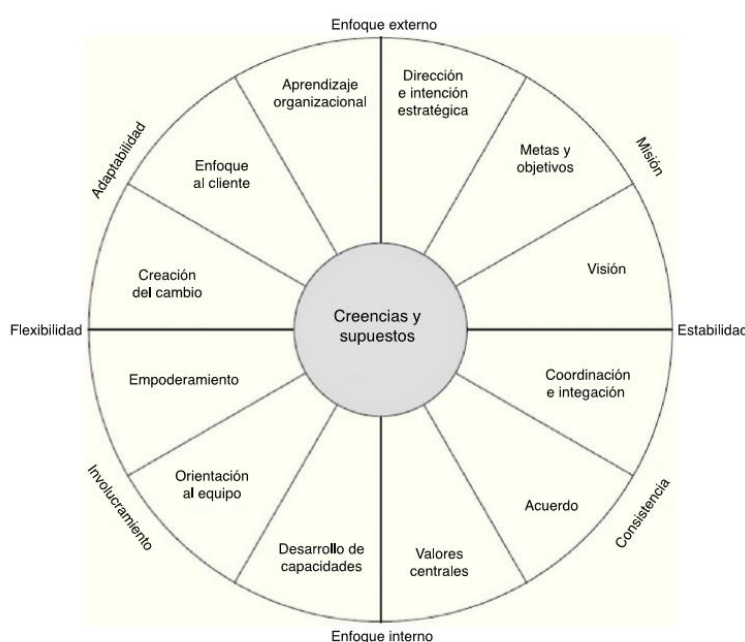 Enfoque externo
Aprendizaje
organizacional
Dirección
e intención
estratégica
Adaptabilidad
Misión
Enfoque
al cliente
Metas y
objetivos
Creación
del cambio
Visión
Creencias y
supuestos
Flexibilidad
Estabilidad
Empoderamiento
Coordinación
e integación
Orientación
al equipo
Acuerdo
Involucramiento
Consistencia
Desarrollo de
capacidades
Valores
centrales
Enfoque interno